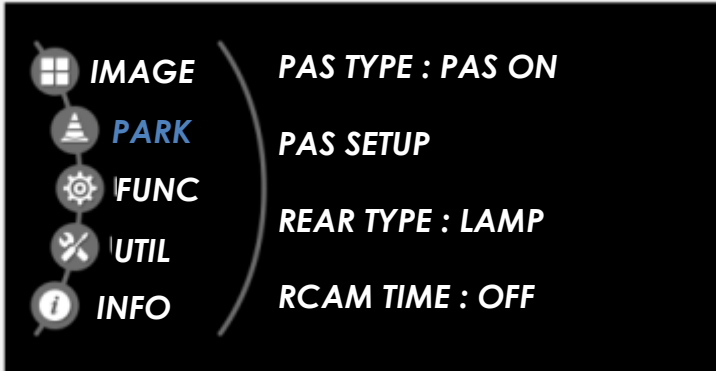 IMAGE
PARK
FUNC
UTIL
INFO
PAS TYPE : PAS ON
PAS SETUP
REAR TYPE : LAMP
RCAM TIME : OFF